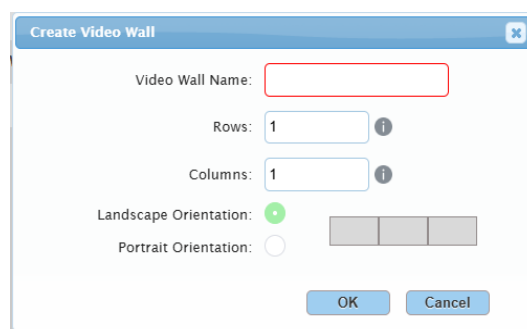 Create Video Wall
Video Wall Name:
Rows: 1
Columns: 1
Landscape Orientation:
Portrait Orientation:
OK Cancel